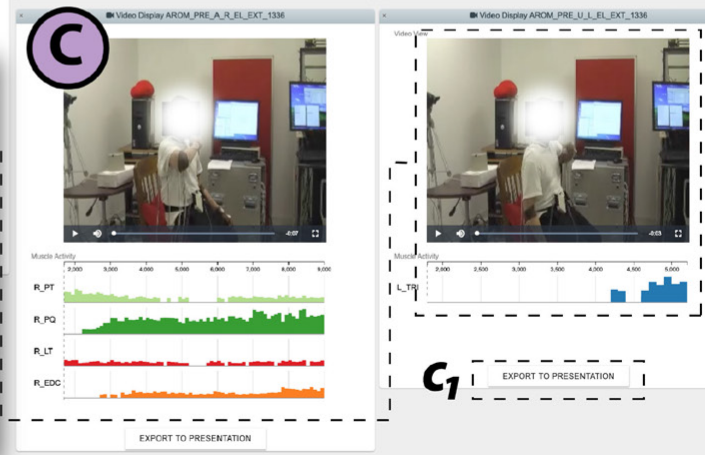 C
× Video Display AROM_PRE_A_R_EL_EXT_1336
-0:07
Muscle Activity
2,000 3,000 4,000 5,000 6,000 7,000 8,000 9,000
R_PT
R_PQ
R_LT
R_EDC
EXPORT TO PRESENTATION
× Video Display AROM_PRE_U_L_EL_EXT_1336
Video View
-0:03
Muscle Activity
2,000 2,500 3,000 3,500 4,000 4,500 5,000
L_TRI
C1
EXPORT TO PRESENTATION